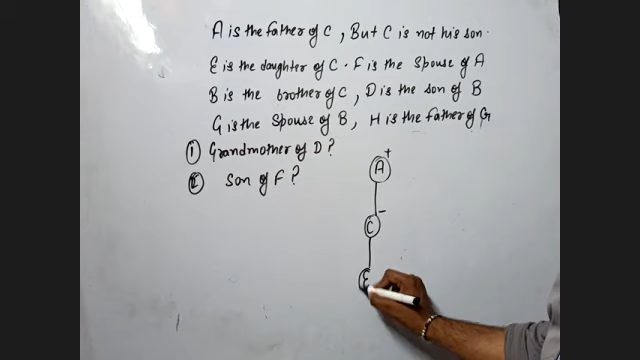 A is the father of C, But C is not his son.
E is the daughter of C. F is the spouse of A
B is the brother of C, D is the son of B
G is the spouse of B, H is the father of G
① Grandmother of D?
② Son of F?
A +
C -
E